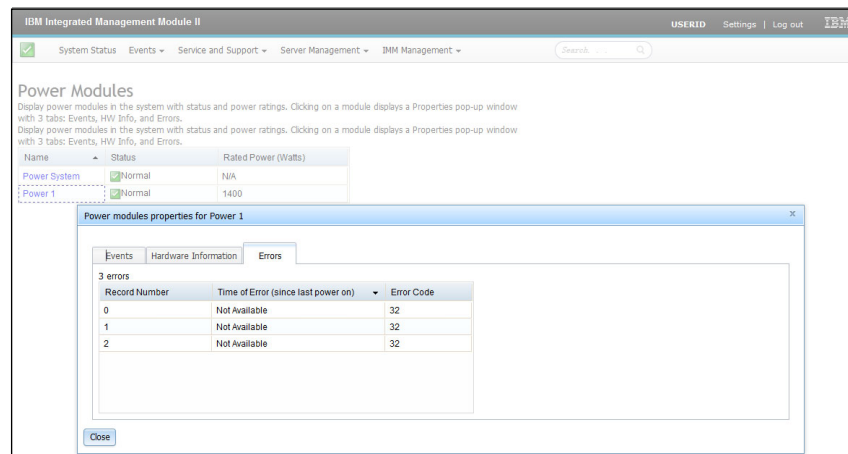 IBM Integrated Management Module II
USERID Settings | Log out IBM
System Status Events Service and Support Server Management IMM Management Search . . .
Power Modules
Display power modules in the system with status and power ratings. Clicking on a module displays a Properties pop-up window
with 3 tabs: Events, HW Info, and Errors.
Display power modules in the system with status and power ratings. Clicking on a module displays a Properties pop-up window
with 3 tabs: Events, HW Info, and Errors.
Name Status Rated Power (Watts)
Power System Normal N/A
Power 1 Normal 1400
Power modules properties for Power 1 x
Events Hardware Information Errors
3 errors
Record Number Time of Error (since last power on) Error Code
0 Not Available 32
1 Not Available 32
2 Not Available 32
Close